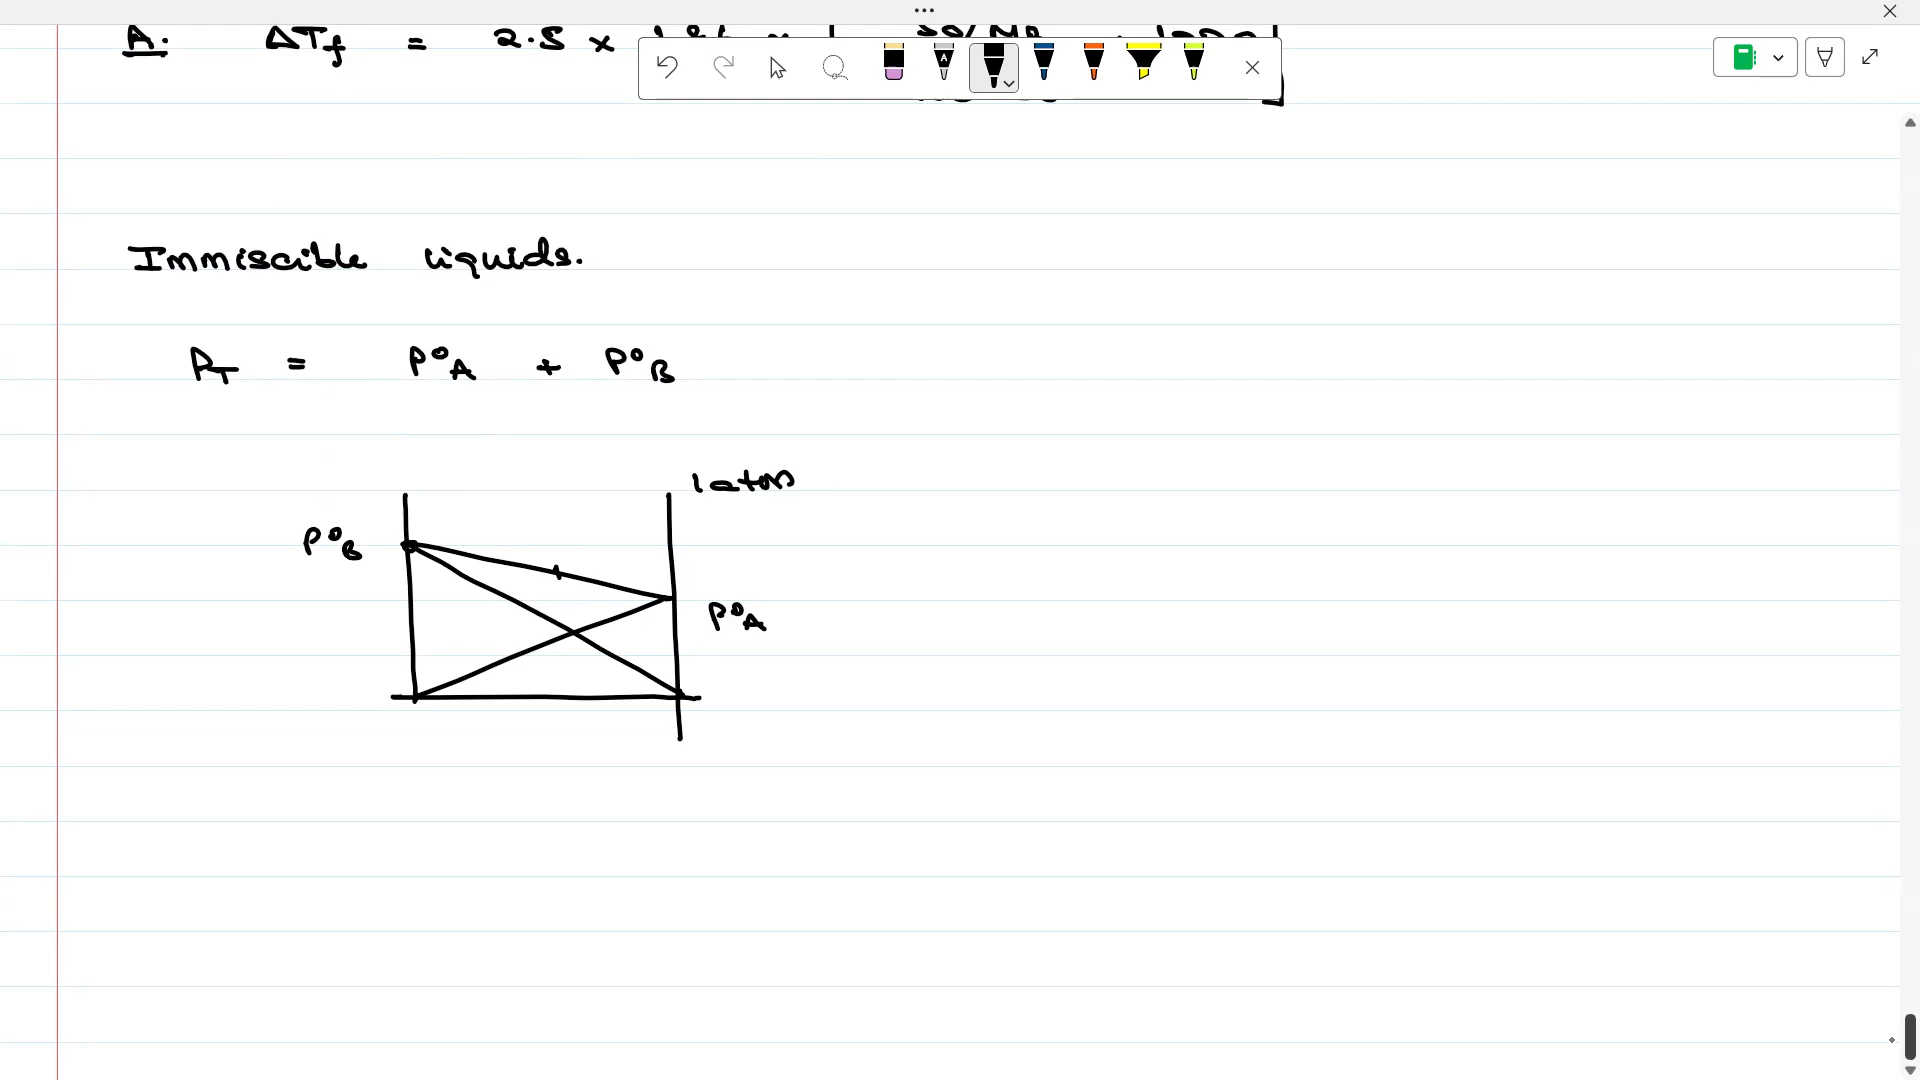 A: ΔTf = 2.5 ×
Immiscible liquids.
PT = P°A + P°B
1 atm
P°B
P°A